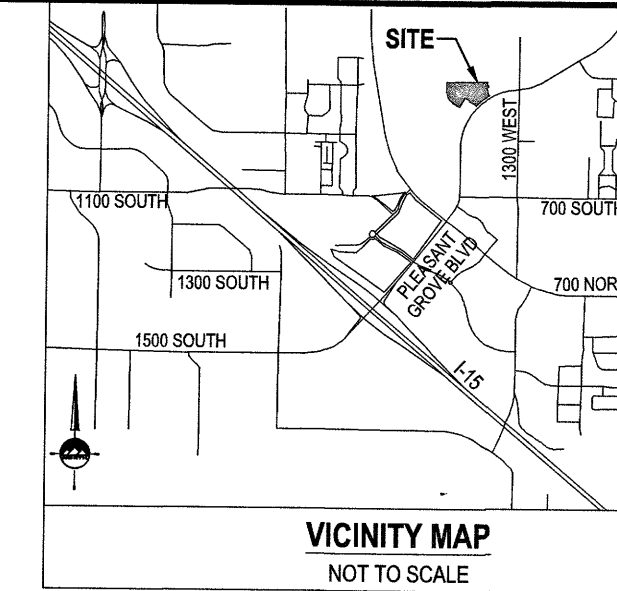 SITE
1300 WEST
1100 SOUTH
700 SOUTH
PLEASANT
GROVE BLVD
1300 SOUTH
700 NOR
1500 SOUTH
I-15
VICINITY MAP
NOT TO SCALE